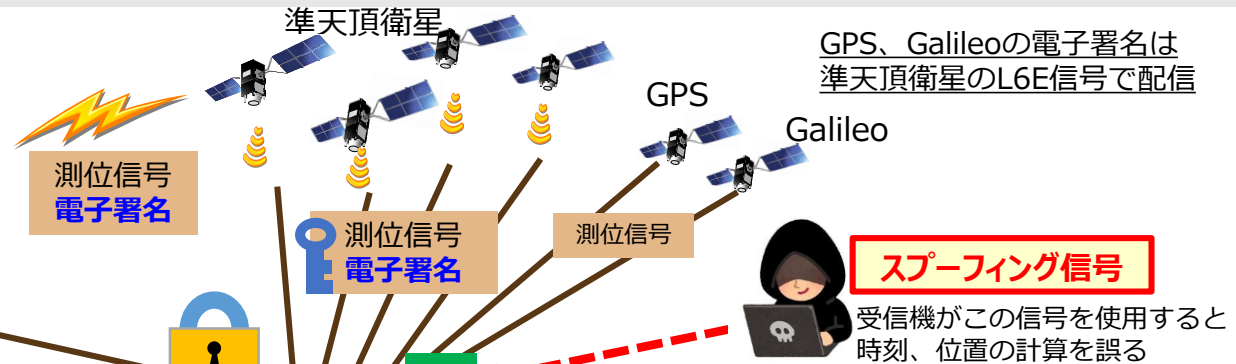 準天頂衛星
GPS、Galileoの電子署名は
準天頂衛星のL6E信号で配信
GPS
Galileo
測位信号
電子署名
測位信号
電子署名
測位信号
スプーフィング信号
受信機がこの信号を使用すると
時刻、位置の計算を誤る